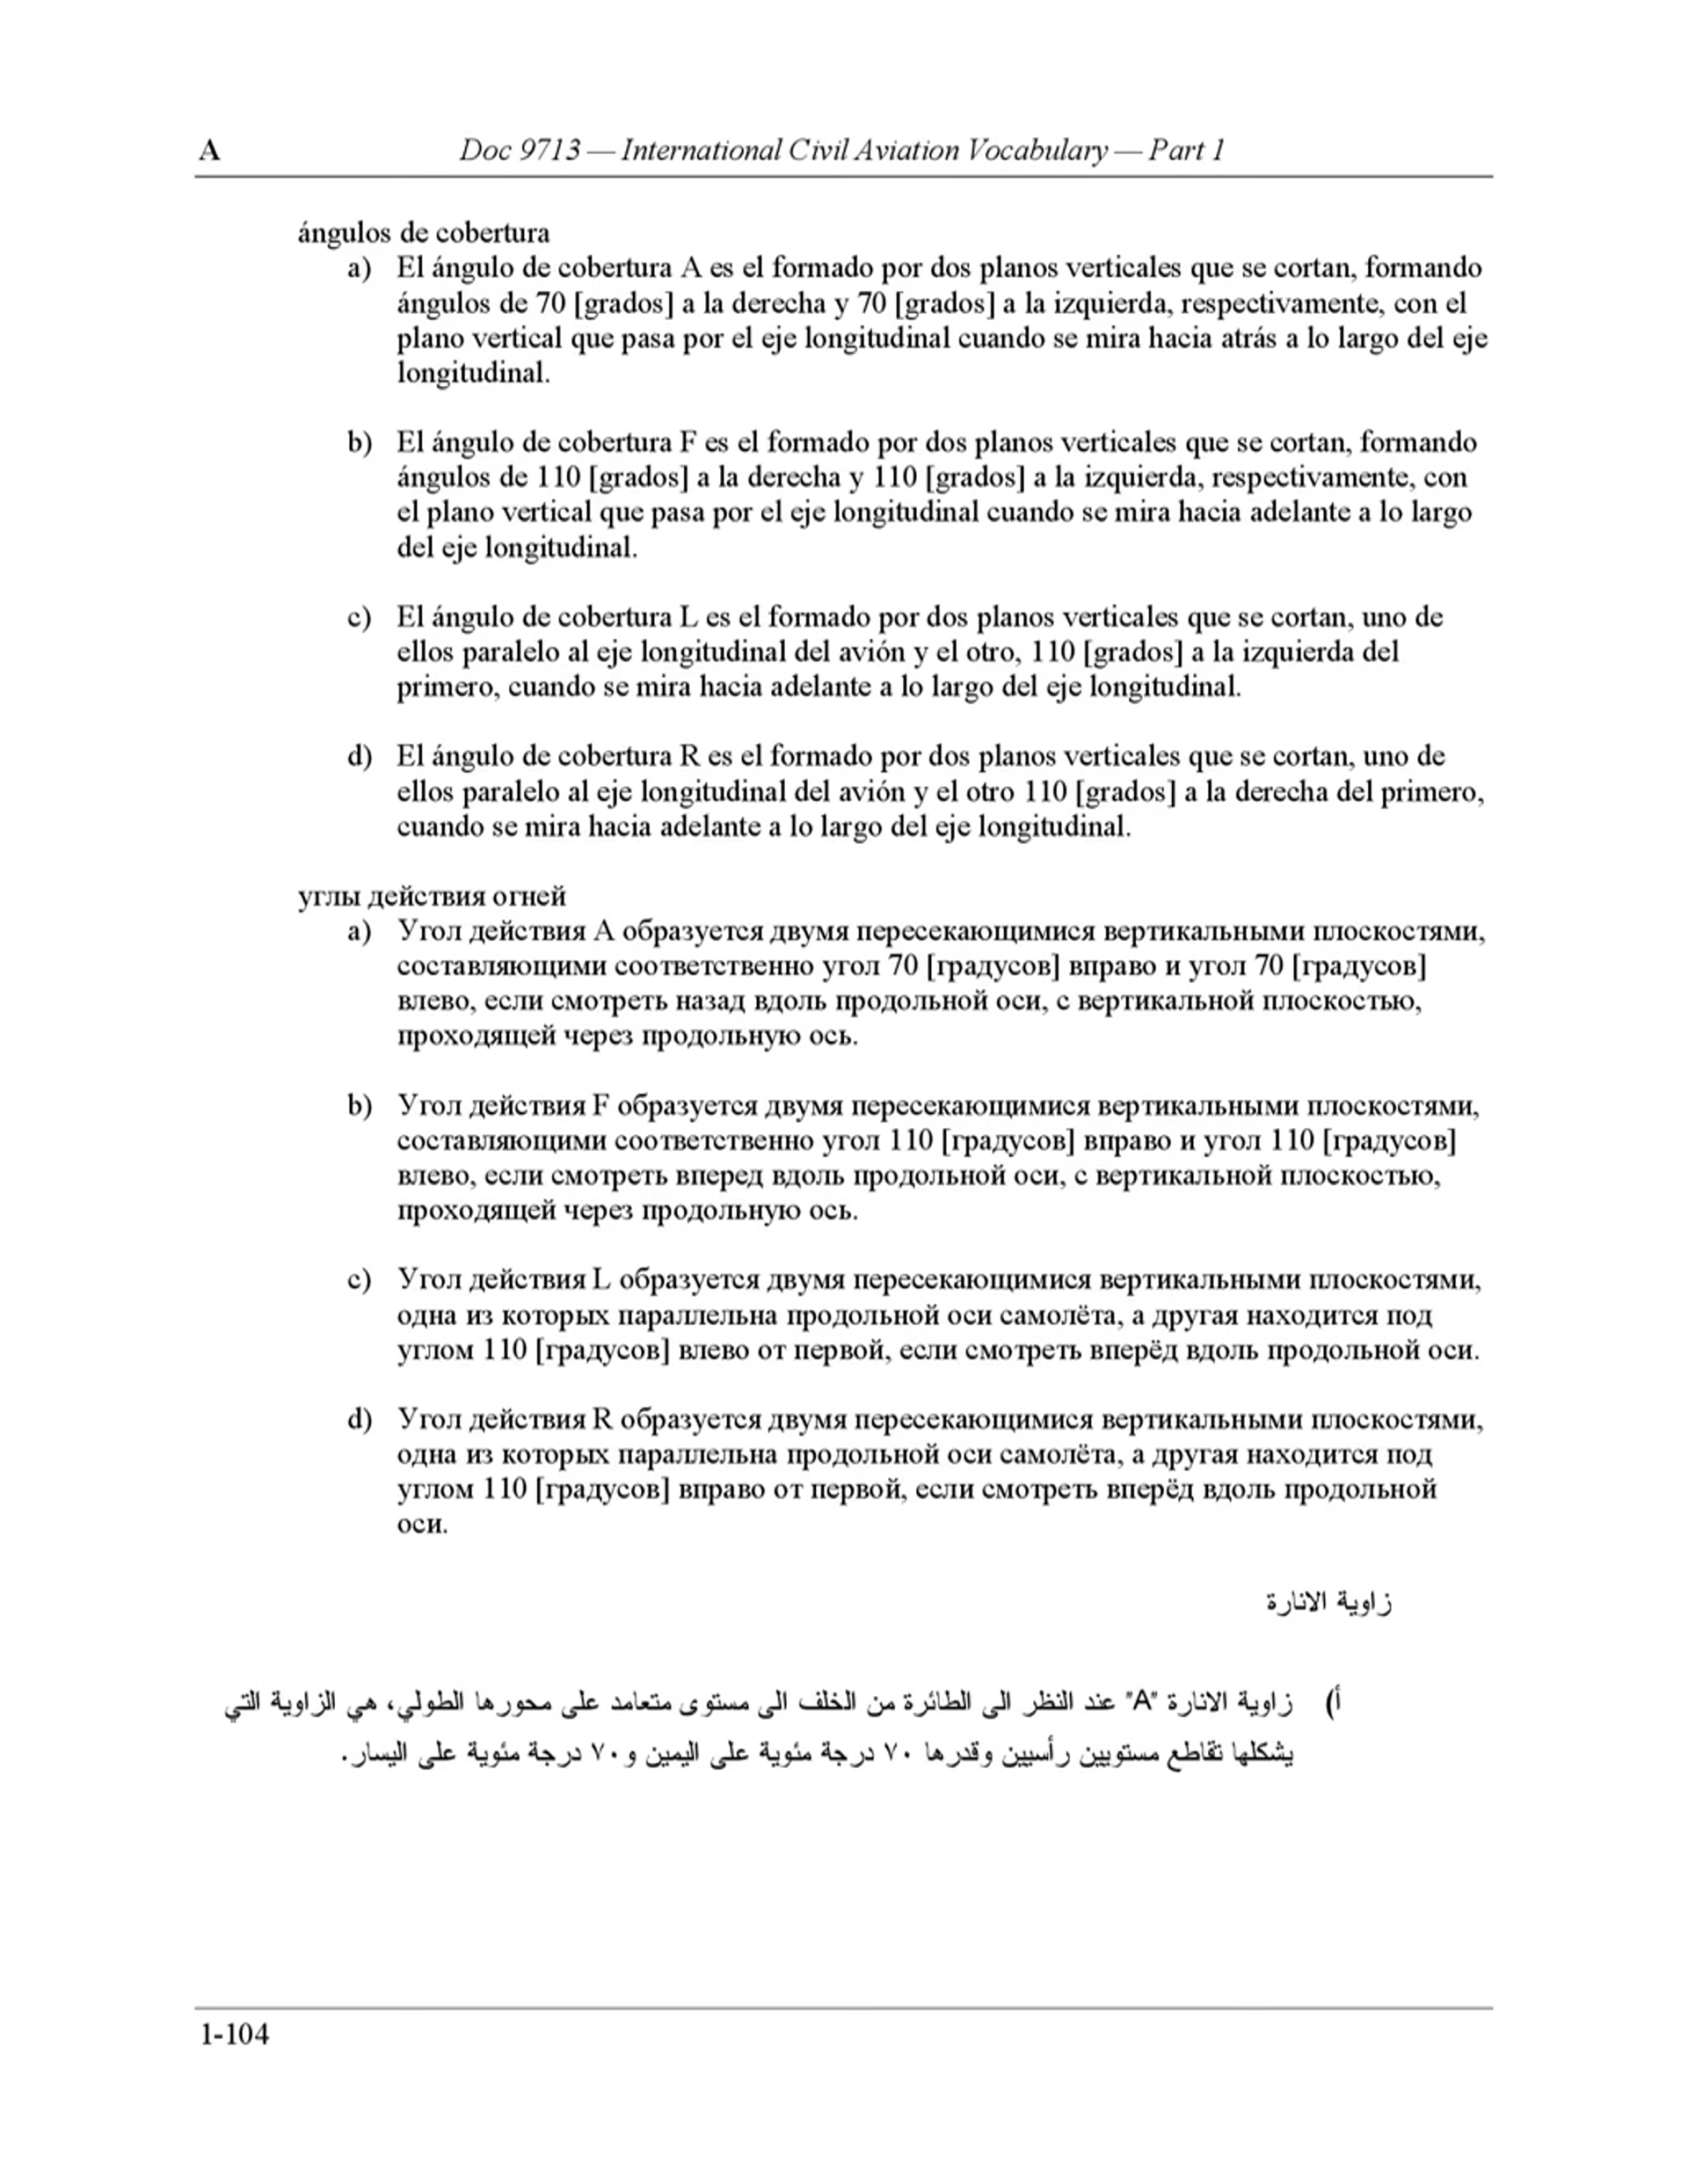 A Doc 9713 — International Civil Aviation Vocabulary — Part 1
ángulos de cobertura
a) El ángulo de cobertura A es el formado por dos planos verticales que se cortan, formando
ángulos de 70 [grados] a la derecha y 70 [grados] a la izquierda, respectivamente, con el
plano vertical que pasa por el eje longitudinal cuando se mira hacia atrás a lo largo del eje
longitudinal.
b) El ángulo de cobertura F es el formado por dos planos verticales que se cortan, formando
ángulos de 110 [grados] a la derecha y 110 [grados] a la izquierda, respectivamente, con
el plano vertical que pasa por el eje longitudinal cuando se mira hacia adelante a lo largo
del eje longitudinal.
c) El ángulo de cobertura L es el formado por dos planos verticales que se cortan, uno de
ellos paralelo al eje longitudinal del avión y el otro, 110 [grados] a la izquierda del
primero, cuando se mira hacia adelante a lo largo del eje longitudinal.
d) El ángulo de cobertura R es el formado por dos planos verticales que se cortan, uno de
ellos paralelo al eje longitudinal del avión y el otro 110 [grados] a la derecha del primero,
cuando se mira hacia adelante a lo largo del eje longitudinal.
углы действия огней
a) Угол действия A образуется двумя пересекающимися вертикальными плоскостями,
составляющими соответственно угол 70 [градусов] вправо и угол 70 [градусов]
влево, если смотреть назад вдоль продольной оси, с вертикальной плоскостью,
проходящей через продольную ось.
b) Угол действия F образуется двумя пересекающимися вертикальными плоскостями,
составляющими соответственно угол 110 [градусов] вправо и угол 110 [градусов]
влево, если смотреть вперед вдоль продольной оси, с вертикальной плоскостью,
проходящей через продольную ось.
c) Угол действия L образуется двумя пересекающимися вертикальными плоскостями,
одна из которых параллельна продольной оси самолёта, а другая находится под
углом 110 [градусов] влево от первой, если смотреть вперёд вдоль продольной оси.
d) Угол действия R образуется двумя пересекающимися вертикальными плоскостями,
одна из которых параллельна продольной оси самолёта, а другая находится под
углом 110 [градусов] вправо от первой, если смотреть вперёд вдоль продольной
оси.
زاوية الانارة
أ) زاوية الانارة "A" عند النظر الى الطائرة من الخلف الى مستوى متعامد على محورها الطولي، هي الزاوية التي
يشكلها تقاطع مستويين رأسيين وقدرها ٧٠ درجة مئوية على اليمين و٧٠ درجة مئوية على اليسار.
1-104